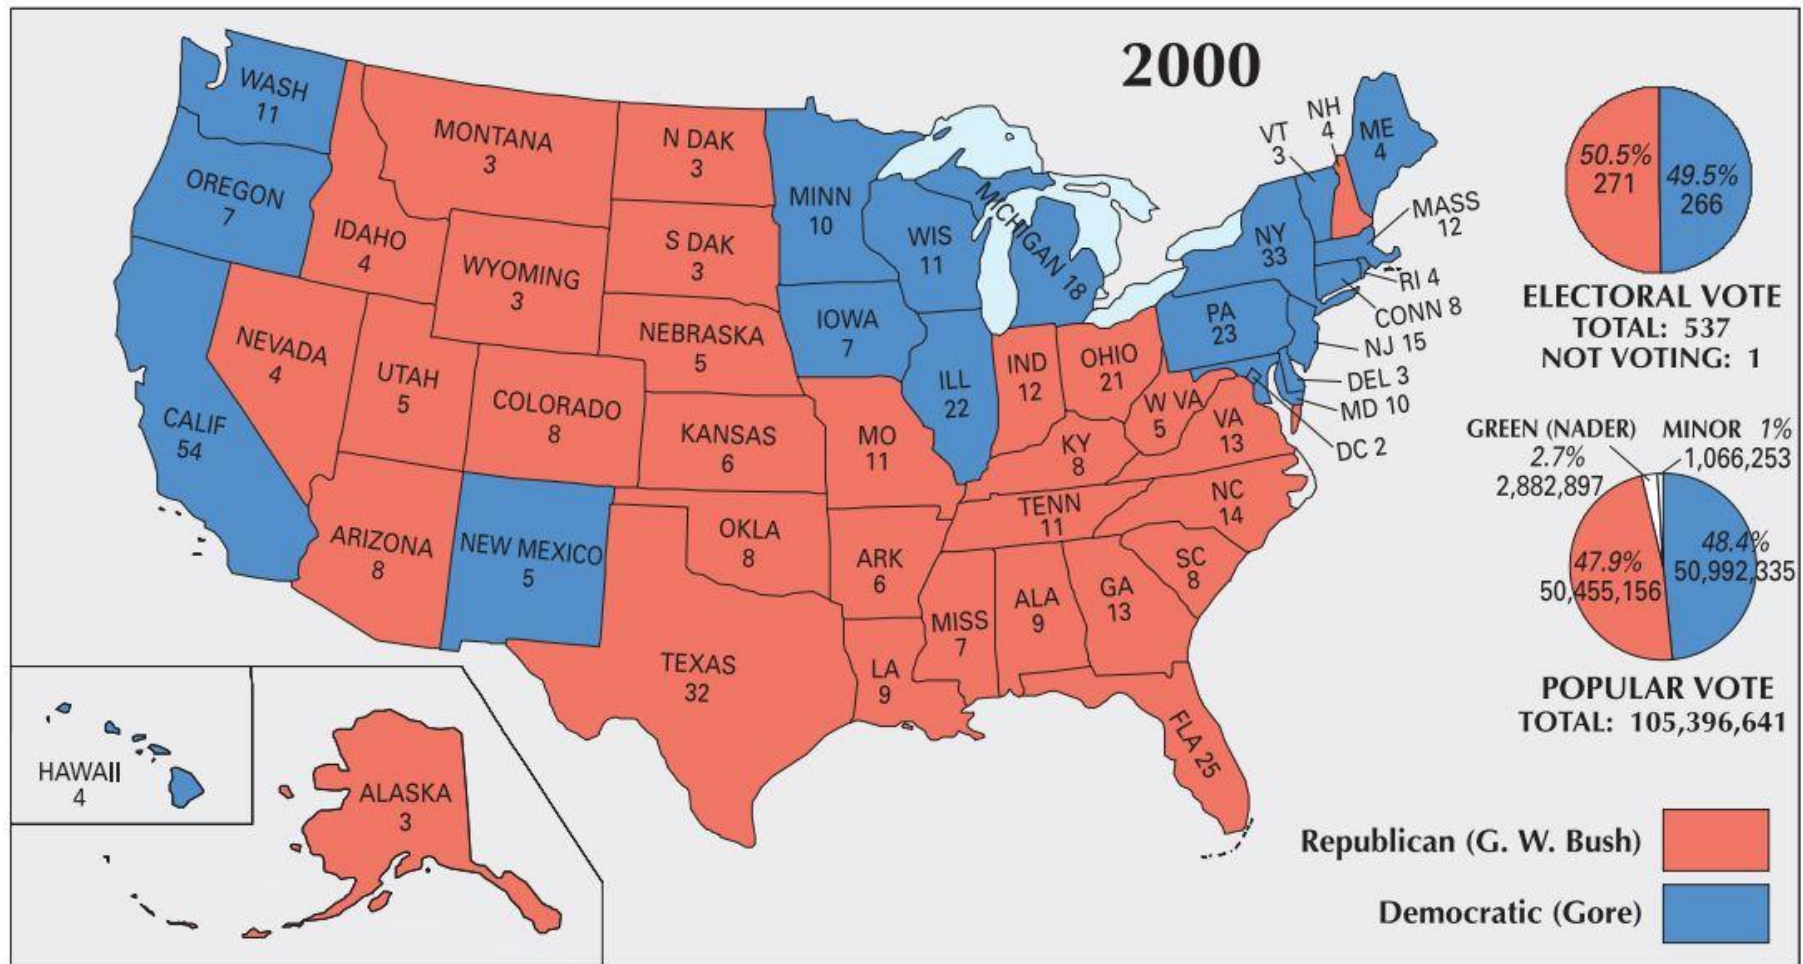 2000
WASH
11
OREGON
7
CALIF
54
NEVADA
4
IDAHO
4
MONTANA
3
WYOMING
3
UTAH
5
ARIZONA
8
COLORADO
8
NEW MEXICO
5
N DAK
3
S DAK
3
NEBRASKA
5
KANSAS
6
OKLA
8
TEXAS
32
MINN
10
IOWA
7
MO
11
ARK
6
LA
9
WIS
11
ILL
22
MICHIGAN 18
IND
12
OHIO
21
KY
8
TENN
11
MISS
7
ALA
9
GA
13
FLA 25
SC
8
NC
14
VA
13
W VA
5
PA
23
NY
33
VT
3
NH
4
ME
4
MASS
12
RI 4
CONN 8
NJ 15
DEL 3
MD 10
DC 2
HAWAII
4
ALASKA
3
50.5%
271
49.5%
266
ELECTORAL VOTE
TOTAL: 537
NOT VOTING: 1
GREEN (NADER)
2.7%
2,882,897
MINOR 1%
1,066,253
47.9%
50,455,156
48.4%
50,992,335
POPULAR VOTE
TOTAL: 105,396,641
Republican (G. W. Bush)
Democratic (Gore)